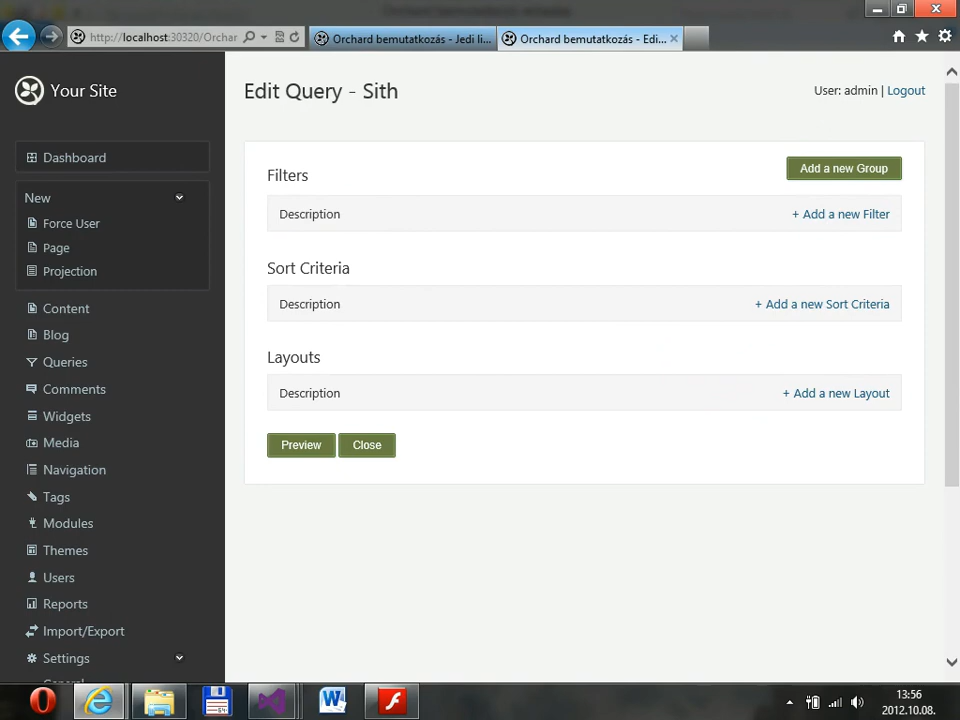 http://localhost:30320/Orchar
Orchard bemutatkozás - Jedi li...
Orchard bemutatkozás - Edi...
Your Site
Edit Query - Sith
User: admin | Logout
Dashboard
New
Force User
Page
Projection
Content
Blog
Queries
Comments
Widgets
Media
Navigation
Tags
Modules
Themes
Users
Reports
Import/Export
Settings
Filters
Add a new Group
Description
+ Add a new Filter
Sort Criteria
Description
+ Add a new Sort Criteria
Layouts
Description
+ Add a new Layout
Preview
Close
13:56
2012.10.08.